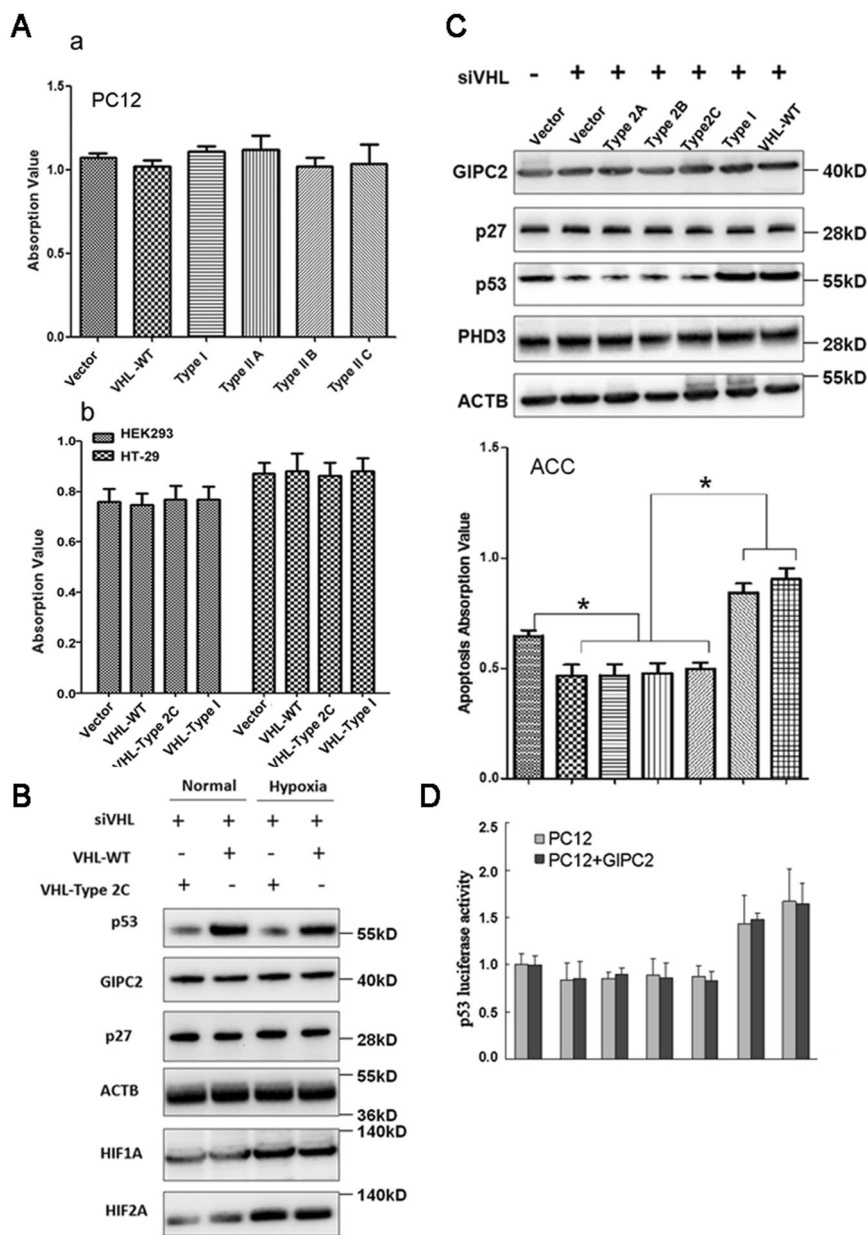 A
a
1.5
PC12
1.0
0.5
0.0
Absorption Value
Vector
VHL -WT
Type I
Type II A
Type II B
Type II C
b
HEK293
HT-29
1.0
0.8
0.6
0.4
0.2
0.0
Absorption Value
Vector
VHL-WT
VHL-Type 2C
VHL-Type I
Vector
VHL-WT
VHL-Type 2C
VHL-Type I
B
Normal Hypoxia
siVHL + + + +
VHL-WT - + - +
VHL-Type 2C + - + -
p53
55kD
GIPC2
40kD
p27
28kD
ACTB
55kD
36kD
HIF1A
140kD
HIF2A
140kD
C
siVHL - + + + + + +
Vector
Vector
Type 2A
Type 2B
Type2C
Type I
VHL-WT
GIPC2
40kD
p27
28kD
p53
55kD
PHD3
28kD
ACTB
55kD
1.5
ACC
1.0
0.5
0.0
Apoptosis Absorption Value
*
*
D
2.5
2.0
1.5
1.0
0.5
0.0
p53 luciferase activity
PC12
PC12+GIPC2